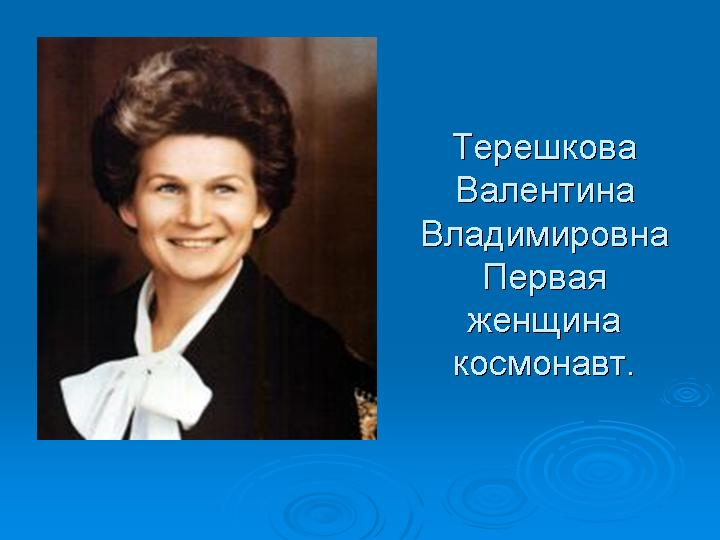 Терешкова
Валентина
Владимировна
Первая
женщина
космонавт.